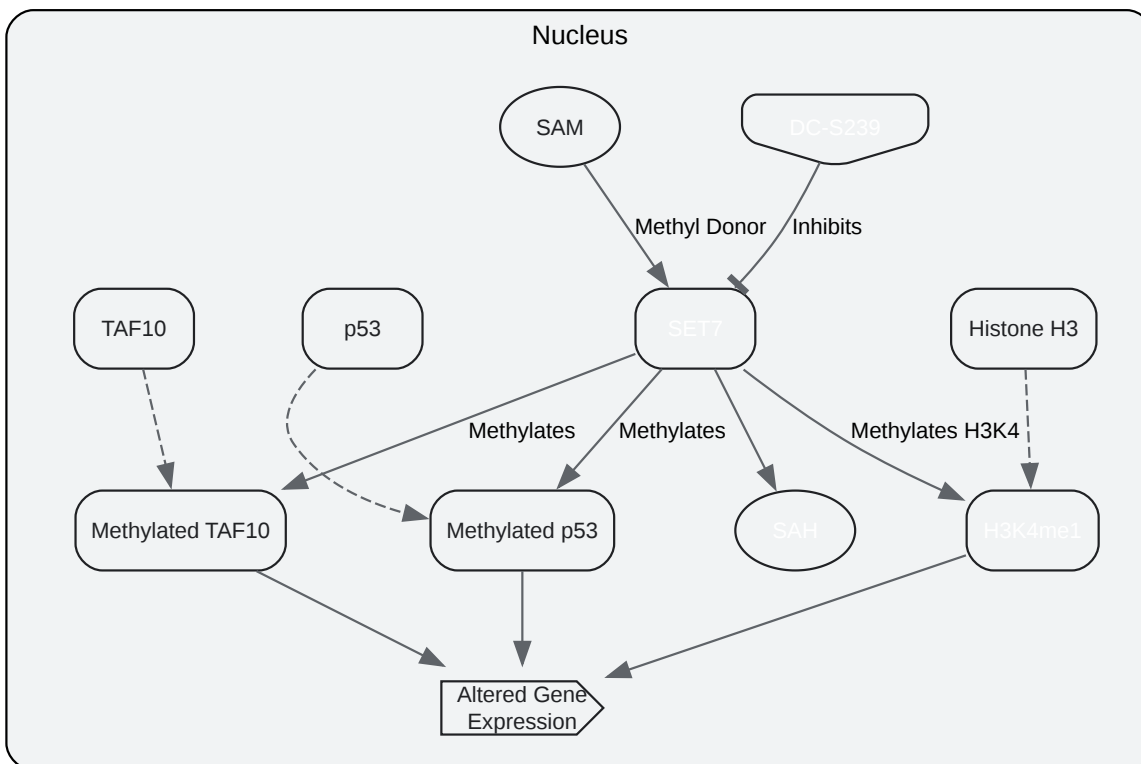 Nucleus
SAM
DC-S239
Methyl Donor
Inhibits
TAF10
p53
SET7
Histone H3
Methylates
Methylates
Methylates H3K4
Methylated TAF10
Methylated p53
SAH
H3K4me1
Altered Gene
Expression